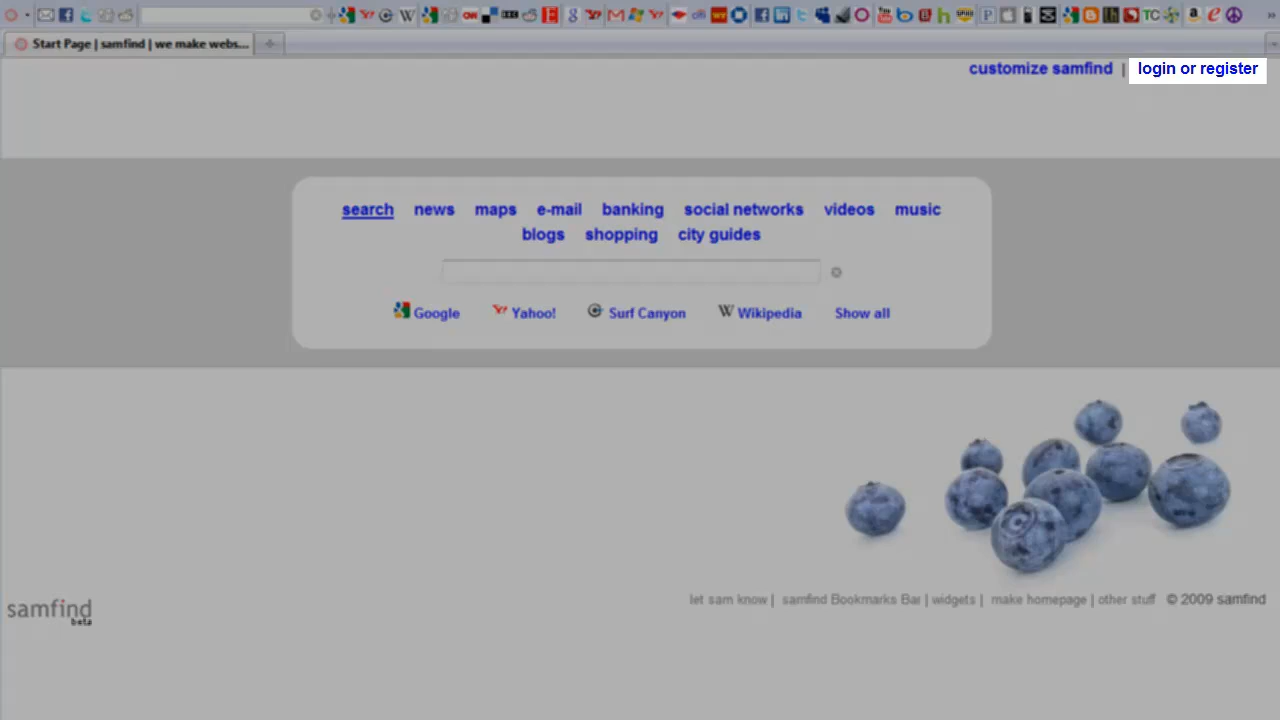 Start Page | samfind | we make webs...
customize samfind | login or register
search news maps e-mail banking social networks videos music
blogs shopping city guides
Google Yahoo! Surf Canyon Wikipedia Show all
let sam know | samfind Bookmarks Bar | widgets | make homepage | other stuff © 2009 samfind
samfind
beta